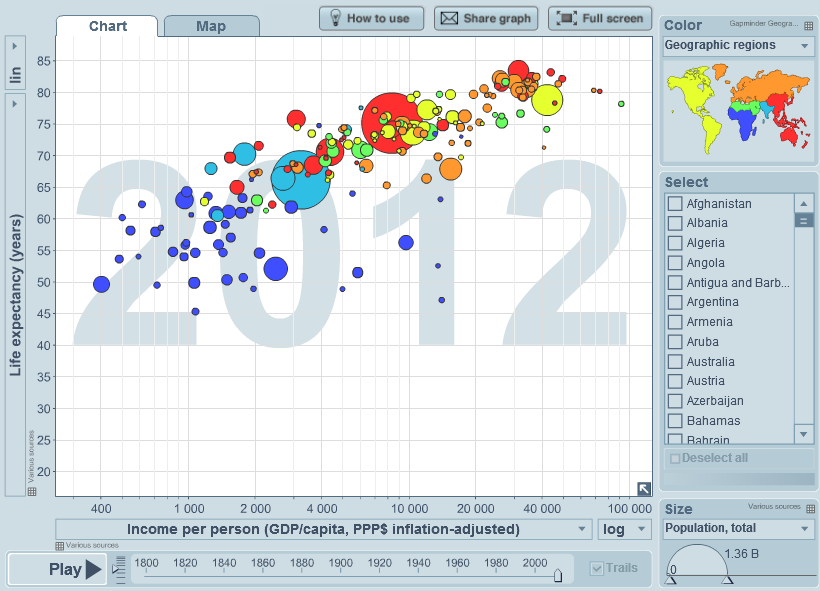 Chart
Map
How to use
Share graph
Full screen
lin
Life expectancy (years)
Various sources
85
80
75
70
65
60
55
50
45
40
35
30
25
20
2012
400
1 000
2 000
4 000
10 000
20 000
40 000
100 000
Income per person (GDP/capita, PPP$ inflation-adjusted)
log
Various sources
Play
1800
1820
1840
1860
1880
1900
1920
1940
1960
1980
2000
Trails
Color
Gapminder Geogra...
Geographic regions
Select
Afghanistan
Albania
Algeria
Angola
Antigua and Barb...
Argentina
Armenia
Aruba
Australia
Austria
Azerbaijan
Bahamas
Bahrain
Deselect all
Size
Various sources
Population, total
1.36 B
0